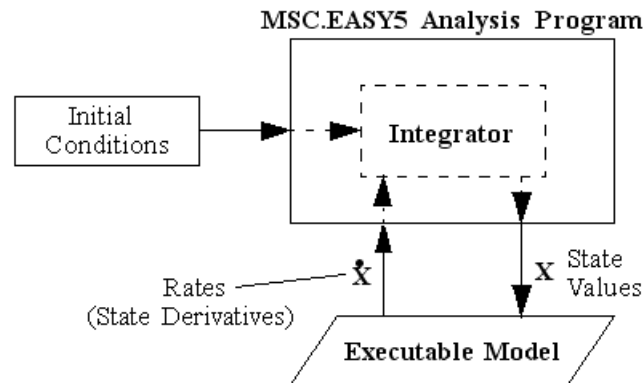 MSC.EASY5 Analysis Program
Initial
Conditions
Integrator
Ẋ
X
State
Values
Rates
(State Derivatives)
Executable Model